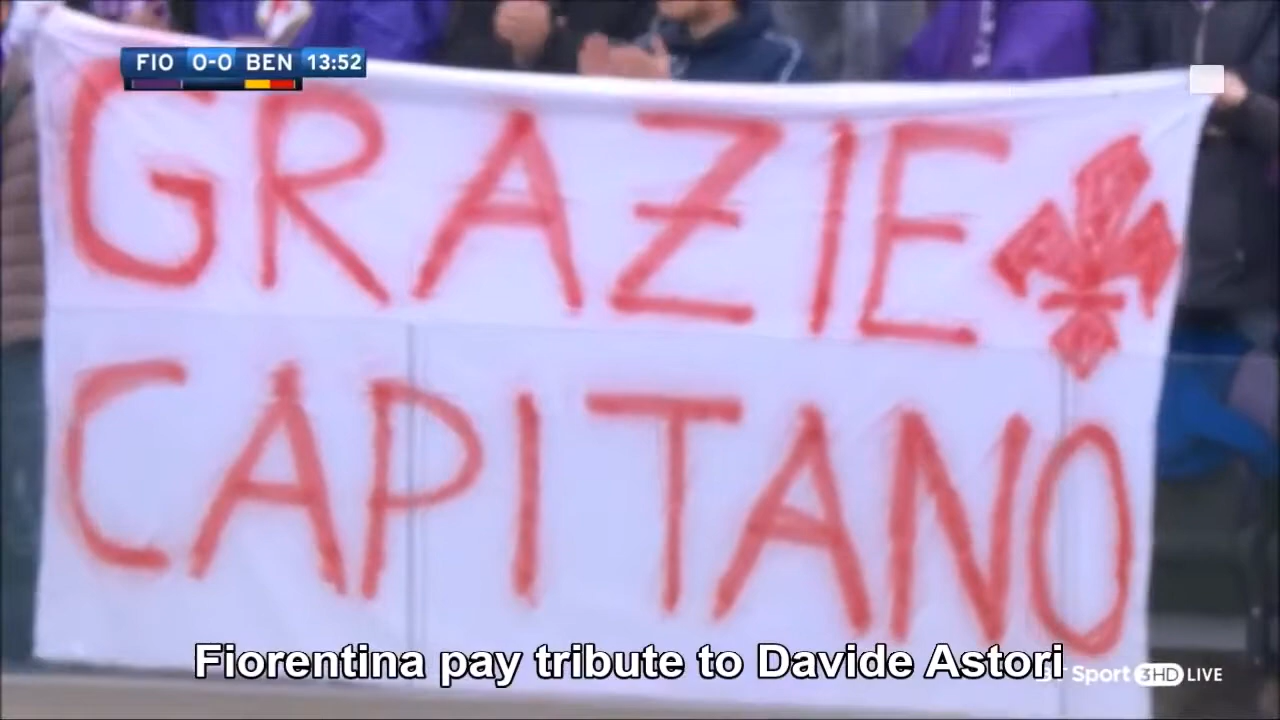 FIO 0-0 BEN 13:52
GRAZIE
CAPITANO
Fiorentina pay tribute to Davide Astori
Sport 3HD LIVE